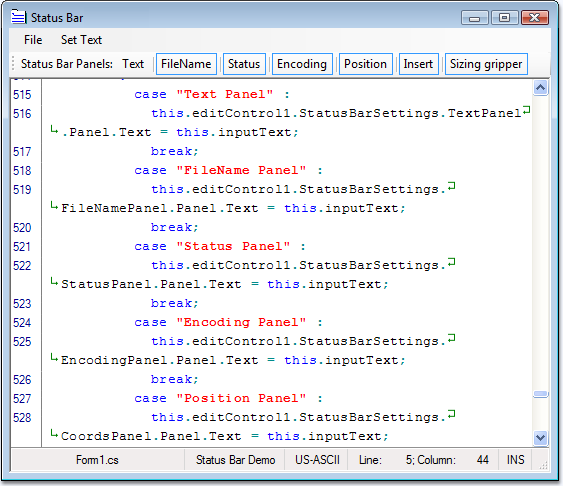 Status Bar
File Set Text
Status Bar Panels: Text FileName Status Encoding Position Insert Sizing gripper
515 case "Text Panel" :
516 this.editControl1.StatusBarSettings.TextPanel
.Panel.Text = this.inputText;
517 break;
518 case "FileName Panel" :
519 this.editControl1.StatusBarSettings.
FileNamePanel.Panel.Text = this.inputText;
520 break;
521 case "Status Panel" :
522 this.editControl1.StatusBarSettings.
StatusPanel.Panel.Text = this.inputText;
523 break;
524 case "Encoding Panel" :
525 this.editControl1.StatusBarSettings.
EncodingPanel.Panel.Text = this.inputText;
526 break;
527 case "Position Panel" :
528 this.editControl1.StatusBarSettings.
CoordsPanel.Panel.Text = this.inputText;
Form1.cs Status Bar Demo US-ASCII Line: 5; Column: 44 INS